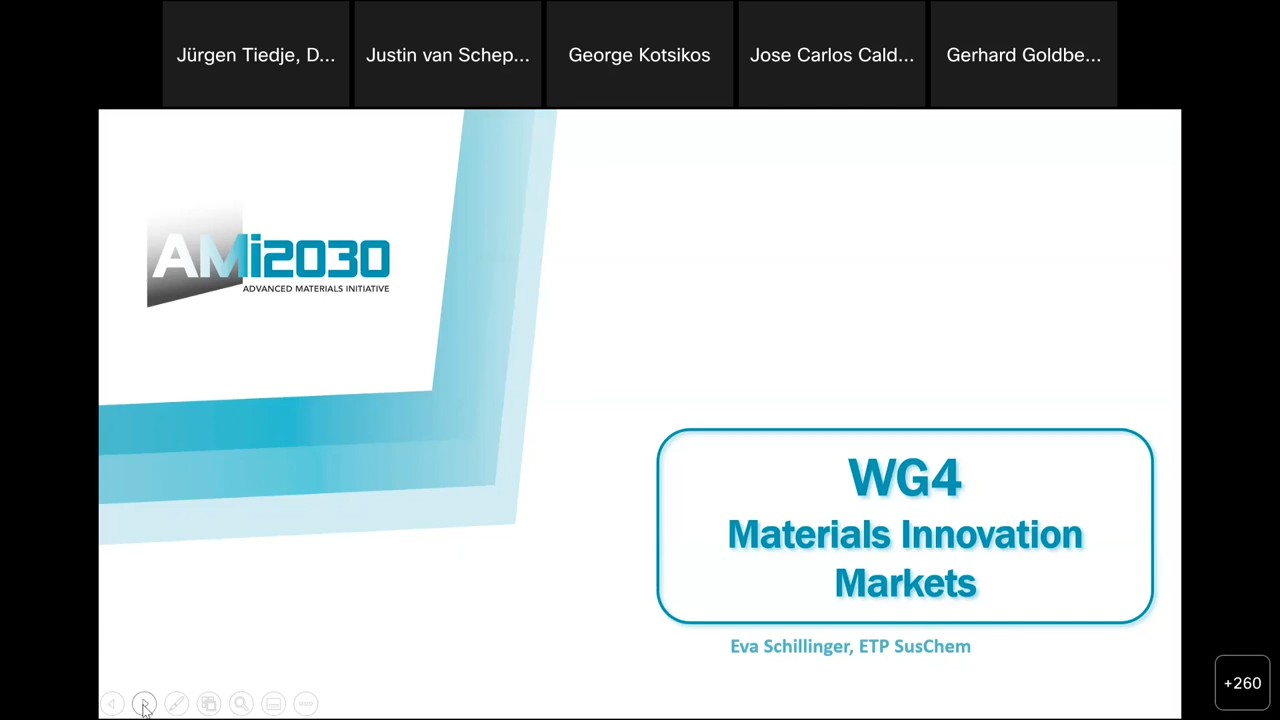 Jürgen Tiedje, D...
Justin van Schep...
George Kotsikos
Jose Carlos Cald...
Gerhard Goldbe...
AMi2030
ADVANCED MATERIALS INITIATIVE
WG4
Materials Innovation
Markets
Eva Schillinger, ETP SusChem
+260